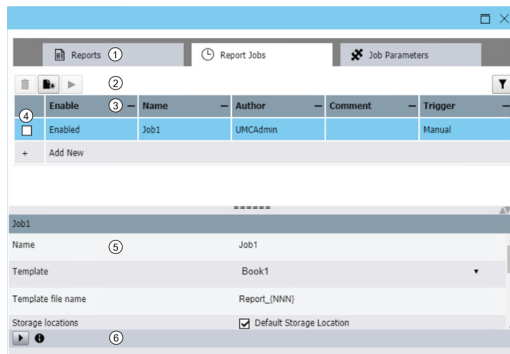 Reports 1 Report Jobs Job Parameters
2
Enable 3 Name Author Comment Trigger
4
Enabled Job1 UMCAdmin Manual
+ Add New
Job1
Name 5 Job1
Template Book1
Template file name Report_{NNN}
Storage locations Default Storage Location
6